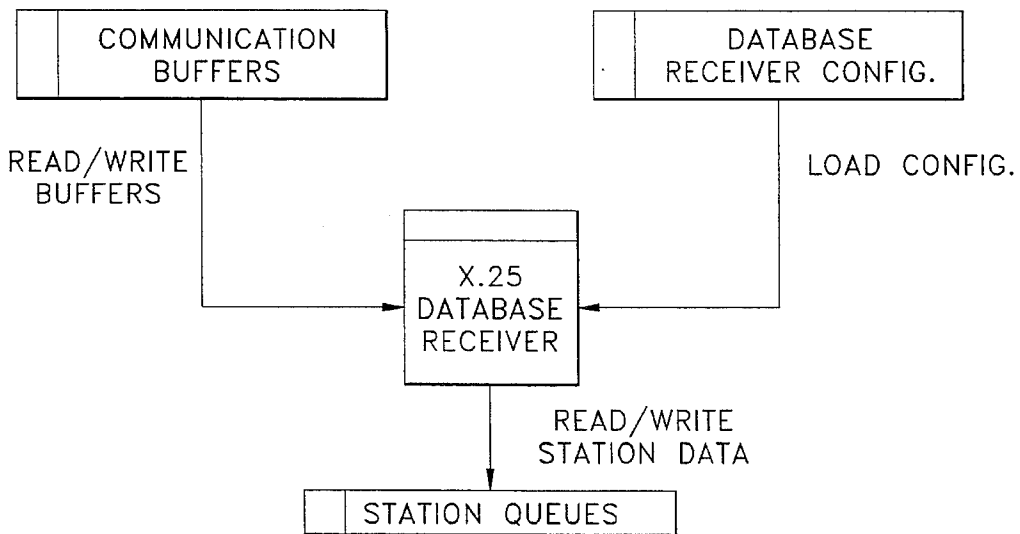 COMMUNICATION
BUFFERS
DATABASE
RECEIVER CONFIG.
READ/WRITE
BUFFERS
LOAD CONFIG.
X.25
DATABASE
RECEIVER
READ/WRITE
STATION DATA
STATION QUEUES